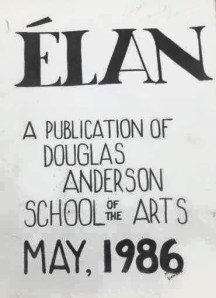 ÉLAN
A PUBLICATION OF
DOUGLAS
ANDERSON
SCHOOL OF THE ARTS
MAY, 1986